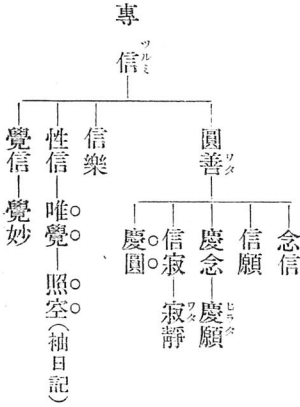 專信
ツルミ
圓善
ワタ
念信
信願
慶念―慶願
ヒラタ
信寂―寂靜
ワタ
慶圓
信樂
性信―唯覺―照空(袖日記)
覺信―覺妙